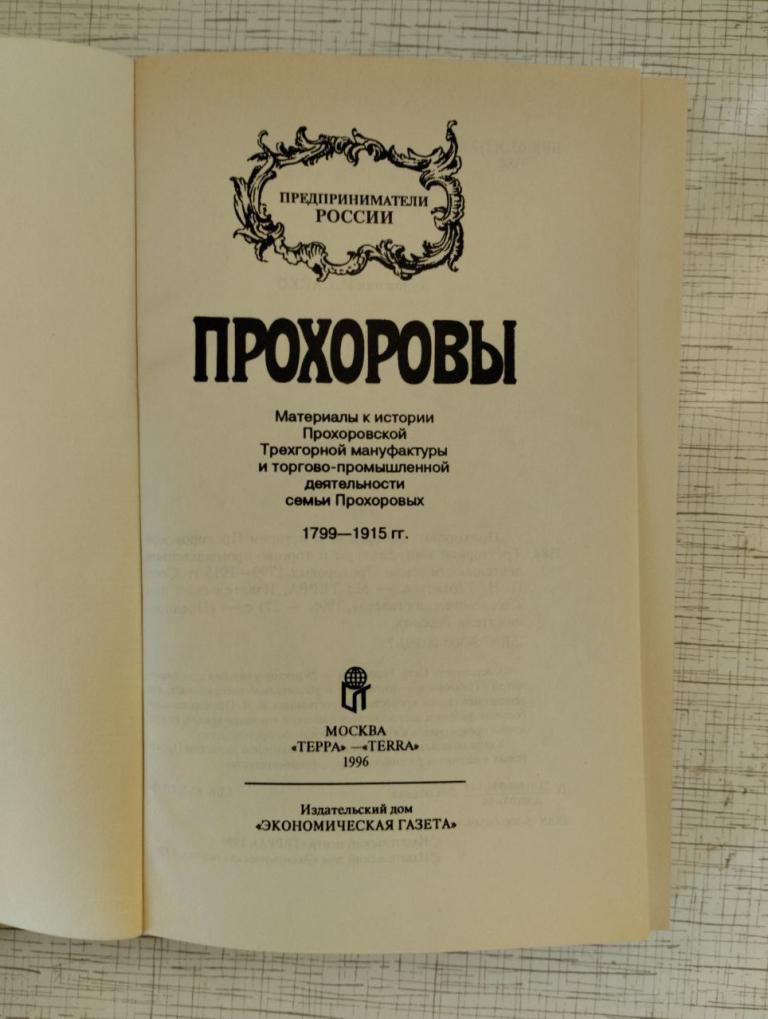 ПРЕДПРИНИМАТЕЛИ
РОССИИ
ПРОХОРОВЫ
Материалы к истории
Прохоровской
Трехгорной мануфактуры
и торгово-промышленной
деятельности
семьи Прохоровых
1799—1915 гг.
МОСКВА
«ТЕРРА» —«TERRA»
1996
Издательский дом
«ЭКОНОМИЧЕСКАЯ ГАЗЕТА»